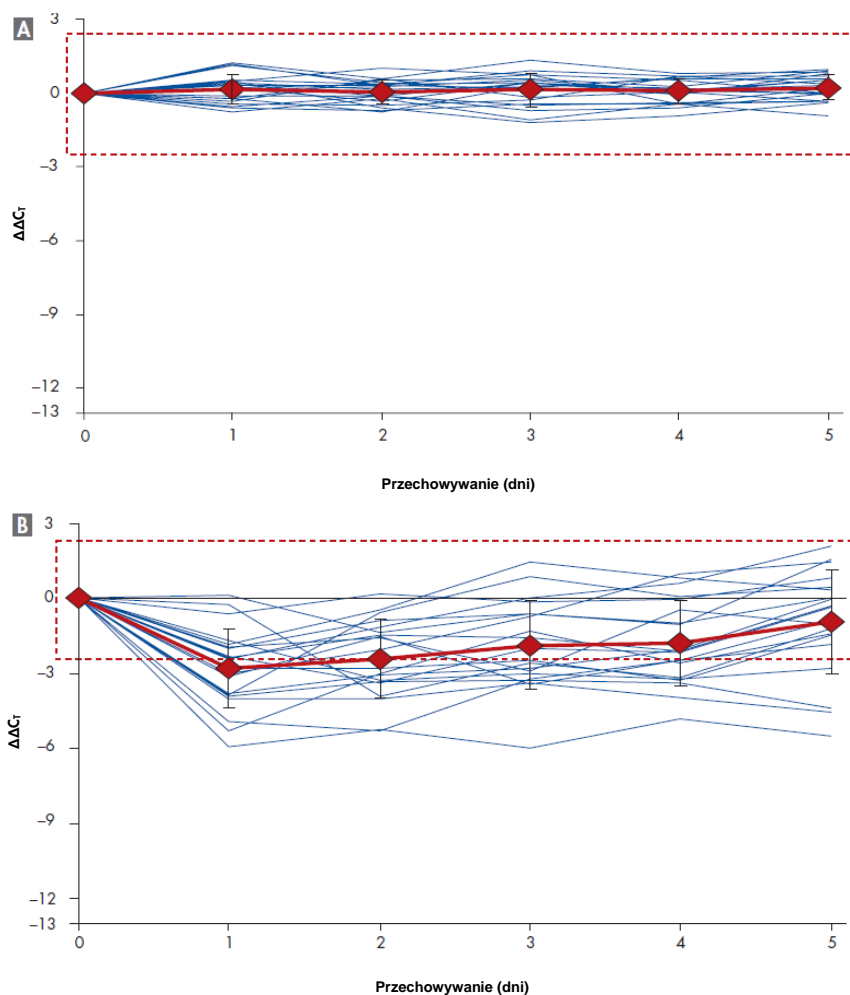 A
3
0
–3
–6
–9
–12
–13
ΔΔCT
0 1 2 3 4 5
Przechowywanie (dni)
B
3
0
–3
–6
–9
–12
–13
ΔΔCT
0 1 2 3 4 5
Przechowywanie (dni)